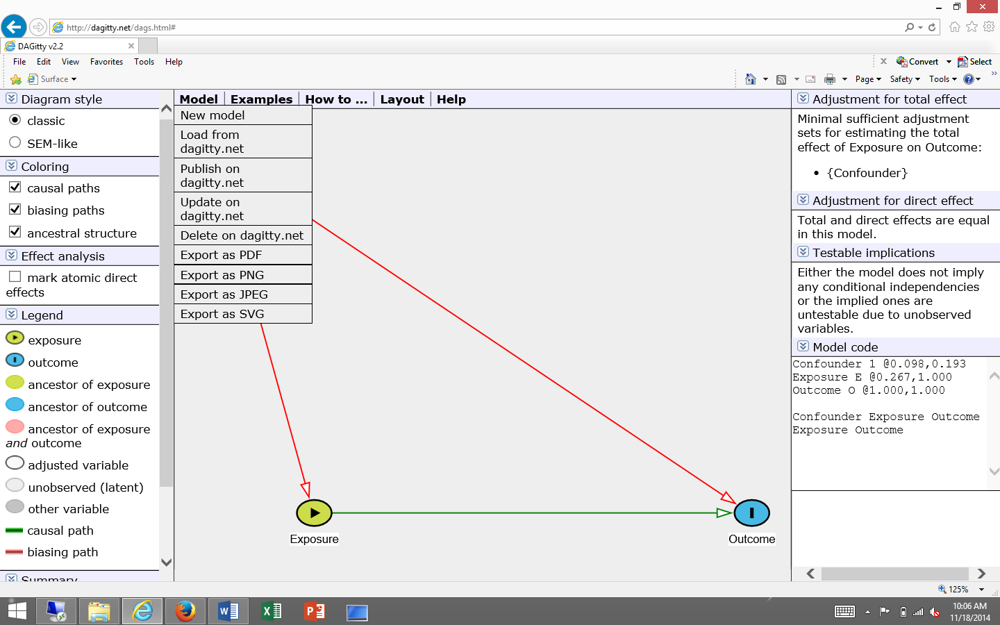 http://dagitty.net/dags.html#
DAGitty v2.2
File Edit View Favorites Tools Help
Convert Select
Surface
Page Safety Tools
Diagram style
classic
SEM-like
Coloring
causal paths
biasing paths
ancestral structure
Effect analysis
mark atomic direct
effects
Legend
exposure
outcome
ancestor of exposure
ancestor of outcome
ancestor of exposure
and outcome
adjusted variable
unobserved (latent)
other variable
causal path
biasing path
Summary
Model Examples How to ... Layout Help
New model
Load from
dagitty.net
Publish on
dagitty.net
Update on
dagitty.net
Delete on dagitty.net
Export as PDF
Export as PNG
Export as JPEG
Export as SVG
Exposure
Outcome
Adjustment for total effect
Minimal sufficient adjustment
sets for estimating the total
effect of Exposure on Outcome:
• {Confounder}
Adjustment for direct effect
Total and direct effects are equal
in this model.
Testable implications
Either the model does not imply
any conditional independencies
or the implied ones are
untestable due to unobserved
variables.
Model code
Confounder 1 @0.098,0.193
Exposure E @0.267,1.000
Outcome O @1.000,1.000
Confounder Exposure Outcome
Exposure Outcome
125%
10:06 AM
11/18/2014